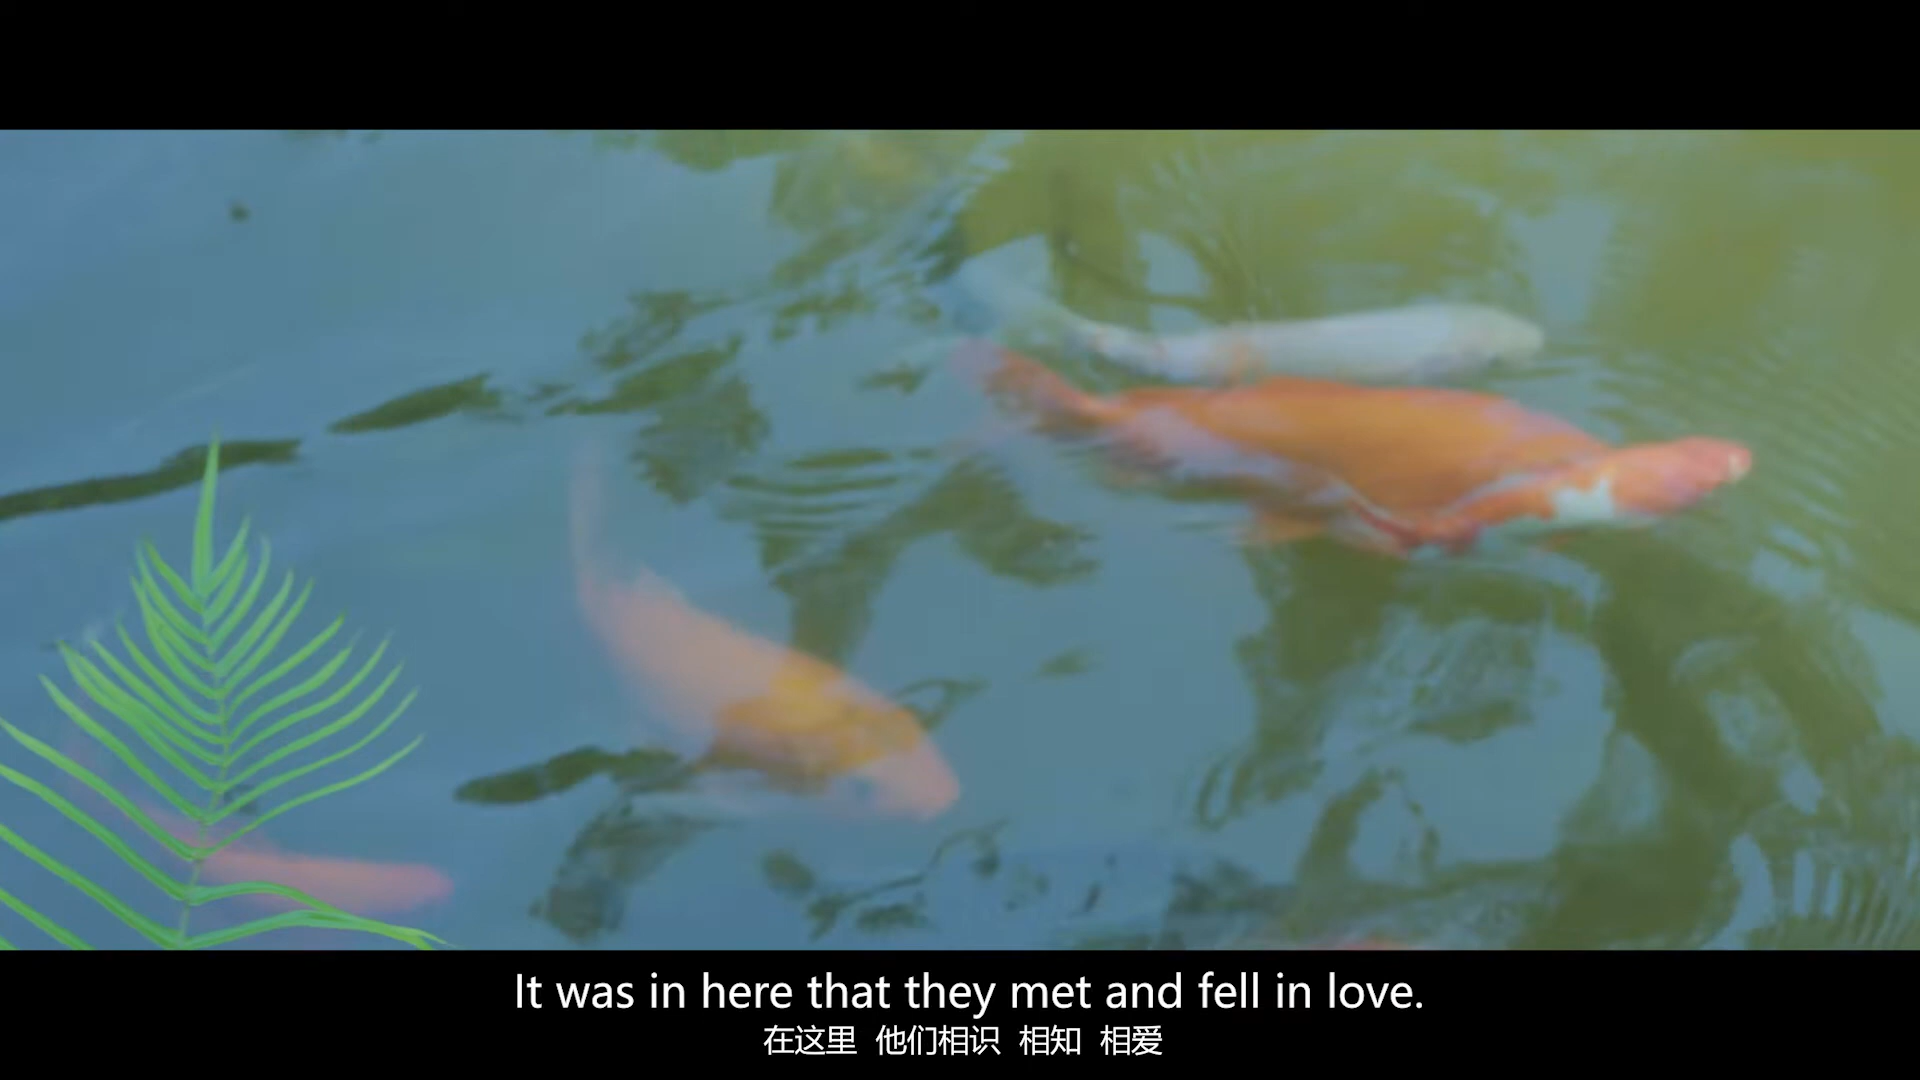 It was in here that they met and fell in love.
在这里 他们相识 相知 相爱